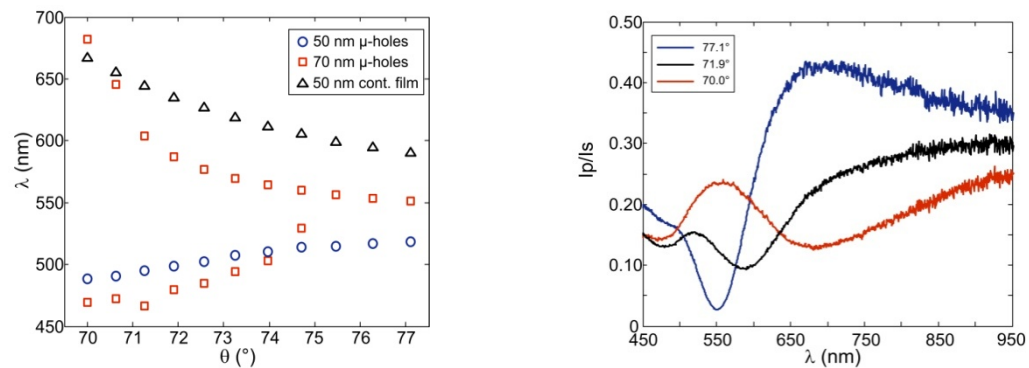 700
650
600
550
500
450
λ (nm)
70 71 72 73 74 75 76 77
θ (°)
50 nm μ-holes
70 nm μ-holes
50 nm cont. film
0.50
0.40
0.30
0.20
0.10
0
Ip/Is
450 550 650 750 850 950
λ (nm)
77.1°
71.9°
70.0°